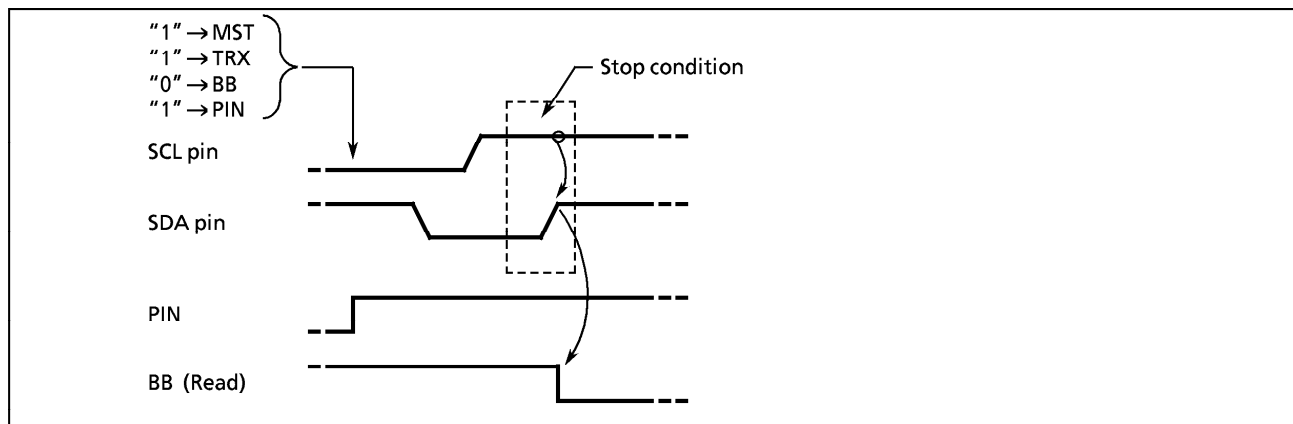 “1” → MST
“1” → TRX
“0” → BB
“1” → PIN
Stop condition
SCL pin
SDA pin
PIN
BB (Read)